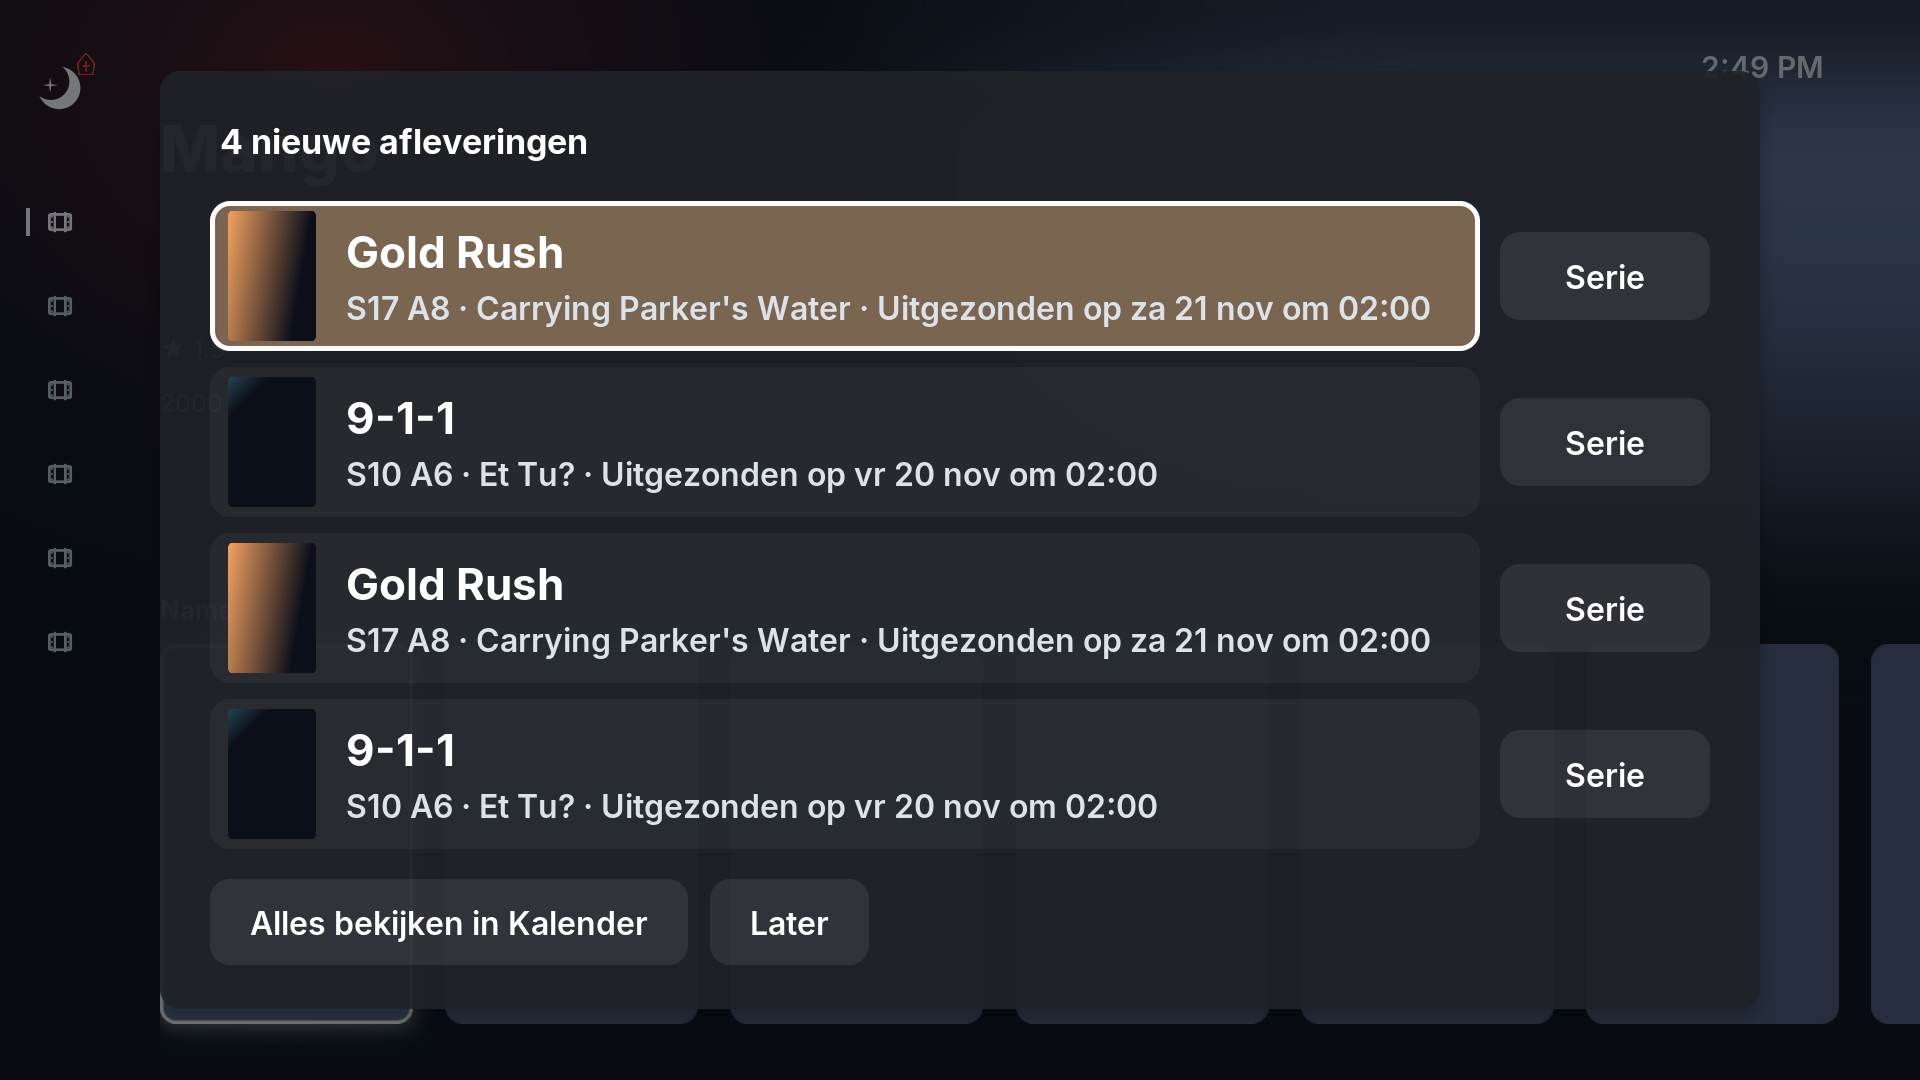 2:49 PM
Mango
4 nieuwe afleveringen
Gold Rush
S17 A8 · Carrying Parker's Water · Uitgezonden op za 21 nov om 02:00
Serie
9-1-1
S10 A6 · Et Tu? · Uitgezonden op vr 20 nov om 02:00
Serie
2000
Gold Rush
S17 A8 · Carrying Parker's Water · Uitgezonden op za 21 nov om 02:00
Serie
Name
9-1-1
S10 A6 · Et Tu? · Uitgezonden op vr 20 nov om 02:00
Serie
Alles bekijken in Kalender
Later